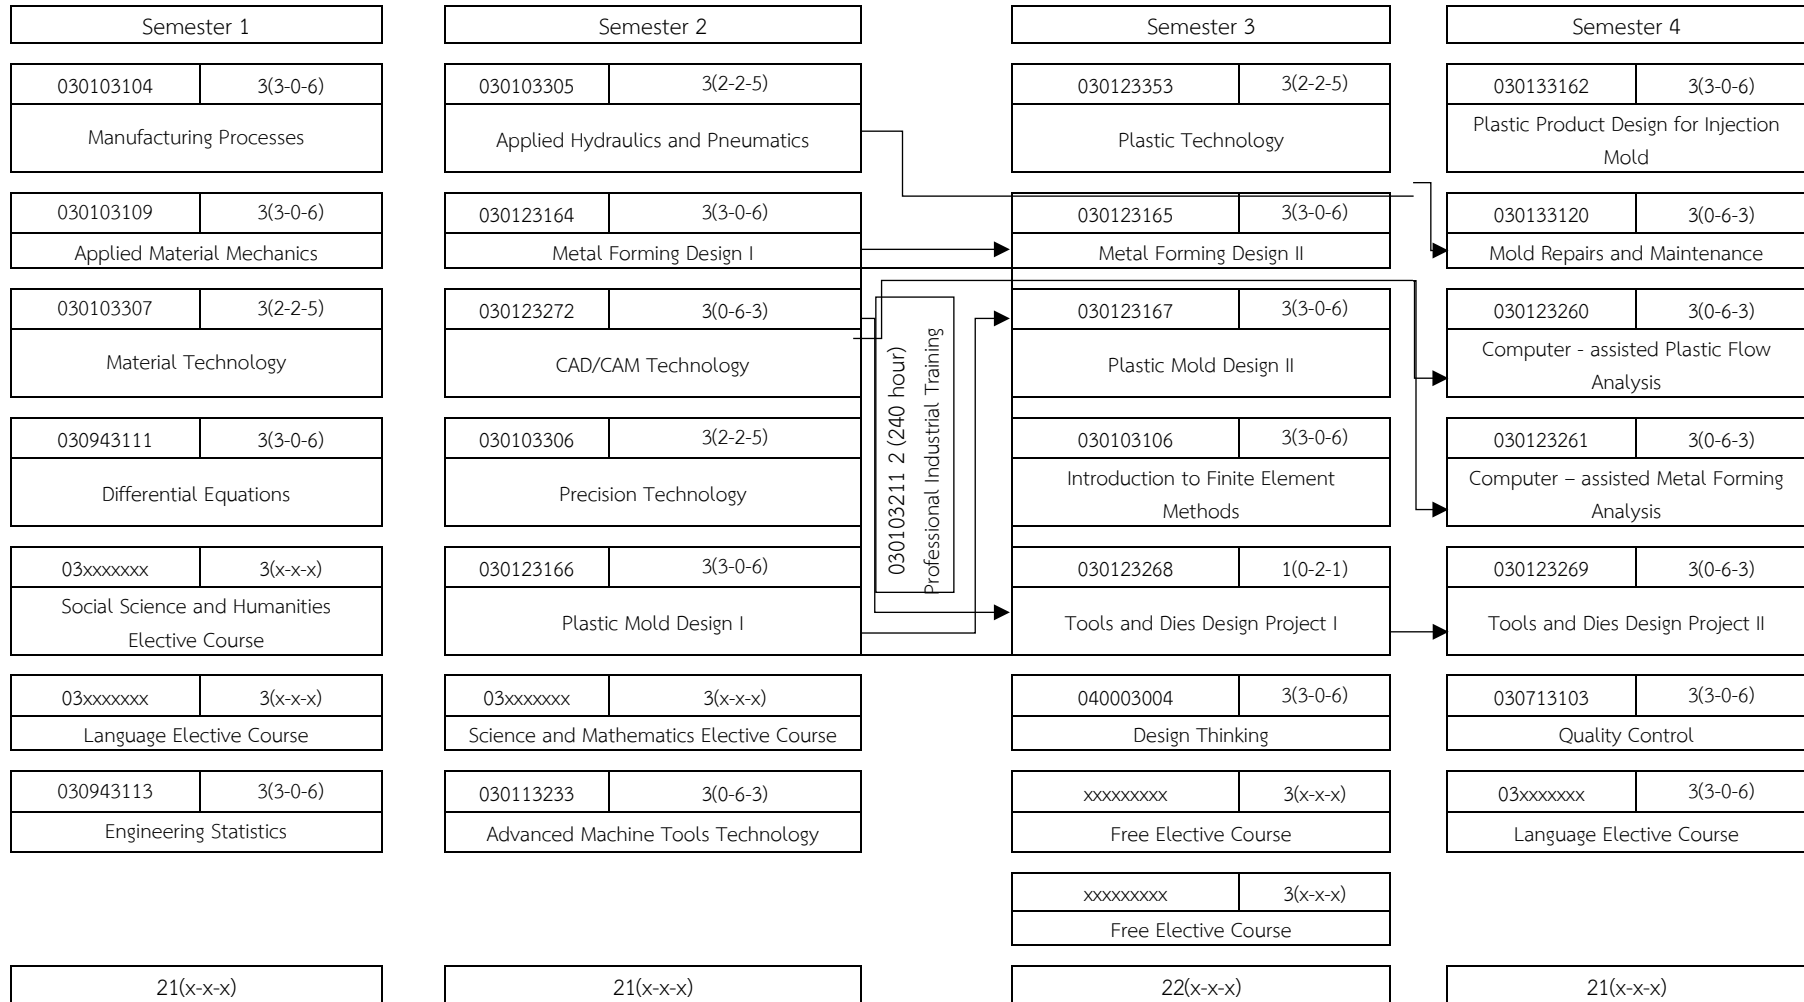 Semester 1
Semester 2
Semester 3
Semester 4
030103104 3(3-0-6)
Manufacturing Processes
030103305 3(2-2-5)
Applied Hydraulics and Pneumatics
030123353 3(2-2-5)
Plastic Technology
030133162 3(3-0-6)
Plastic Product Design for Injection
Mold
030103109 3(3-0-6)
Applied Material Mechanics
030123164 3(3-0-6)
Metal Forming Design I
030123165 3(3-0-6)
Metal Forming Design II
030133120 3(0-6-3)
Mold Repairs and Maintenance
030103307 3(2-2-5)
Material Technology
030123272 3(0-6-3)
CAD/CAM Technology
030103211 2 (240 hour)
Professional Industrial Training
030123167 3(3-0-6)
Plastic Mold Design II
030123260 3(0-6-3)
Computer - assisted Plastic Flow
Analysis
030943111 3(3-0-6)
Differential Equations
030103306 3(2-2-5)
Precision Technology
030103106 3(3-0-6)
Introduction to Finite Element
Methods
030123261 3(0-6-3)
Computer – assisted Metal Forming
Analysis
03xxxxxxx 3(x-x-x)
Social Science and Humanities
Elective Course
030123166 3(3-0-6)
Plastic Mold Design I
030123268 1(0-2-1)
Tools and Dies Design Project I
030123269 3(0-6-3)
Tools and Dies Design Project II
03xxxxxxx 3(x-x-x)
Language Elective Course
03xxxxxxx 3(x-x-x)
Science and Mathematics Elective Course
040003004 3(3-0-6)
Design Thinking
030713103 3(3-0-6)
Quality Control
030943113 3(3-0-6)
Engineering Statistics
030113233 3(0-6-3)
Advanced Machine Tools Technology
xxxxxxxxx 3(x-x-x)
Free Elective Course
03xxxxxxx 3(3-0-6)
Language Elective Course
xxxxxxxxx 3(x-x-x)
Free Elective Course
21(x-x-x)
21(x-x-x)
22(x-x-x)
21(x-x-x)